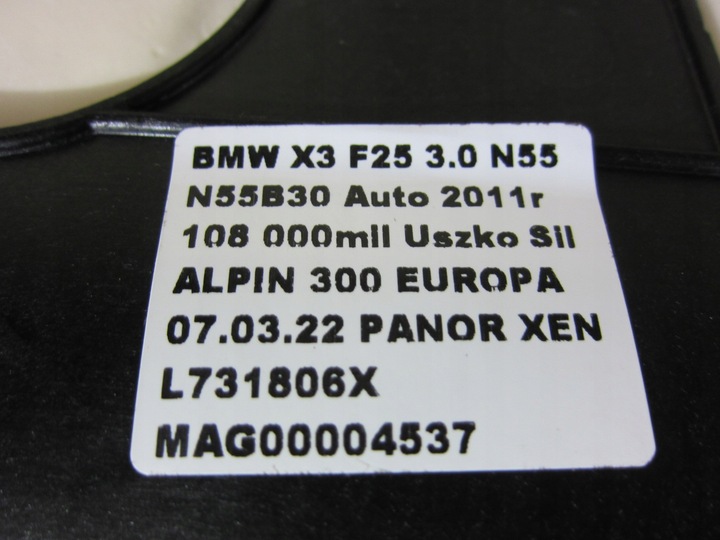 BMW X3 F25 3.0 N55
N55B30 Auto 2011r
108 000mil Uszko Sil
ALPIN 300 EUROPA
07.03.22 PANOR XEN
L731806X
MAG00004537